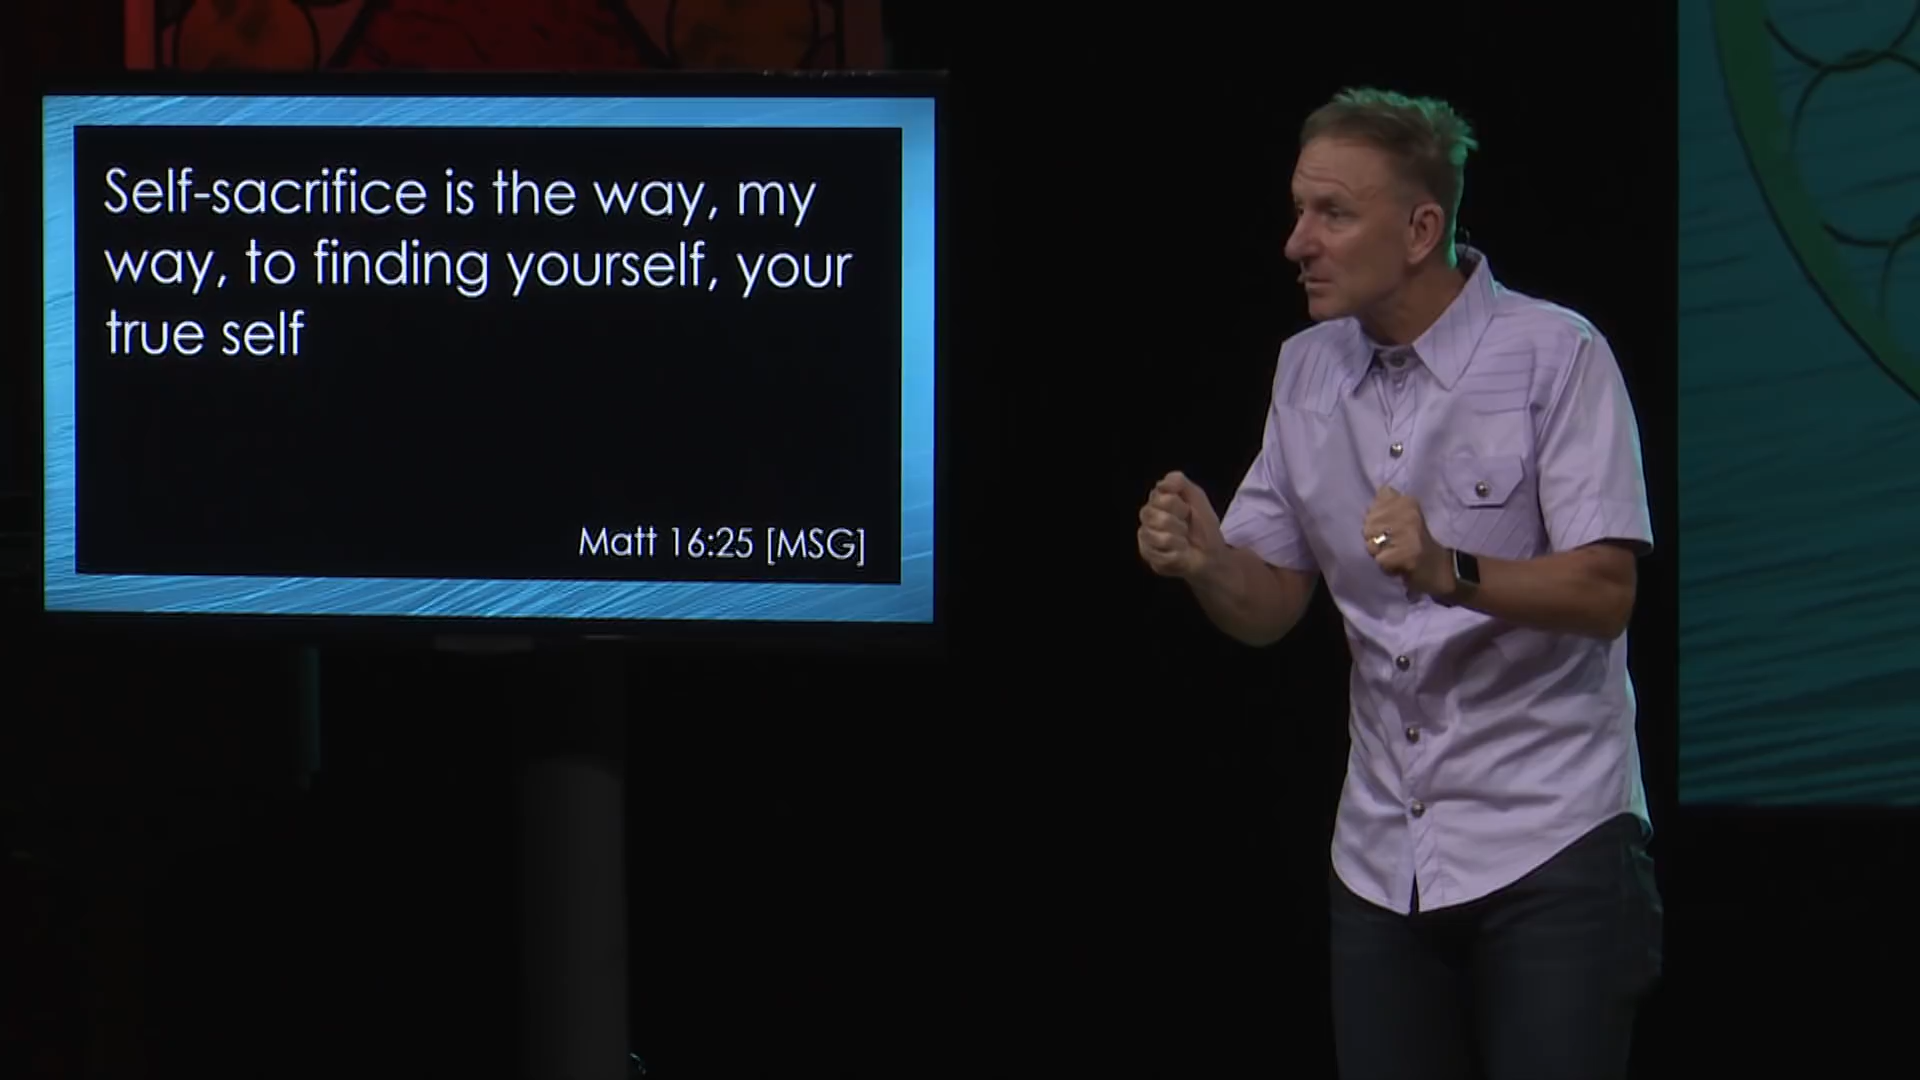 Self-sacrifice is the way, my
way, to finding yourself, your
true self
Matt 16:25 [MSG]